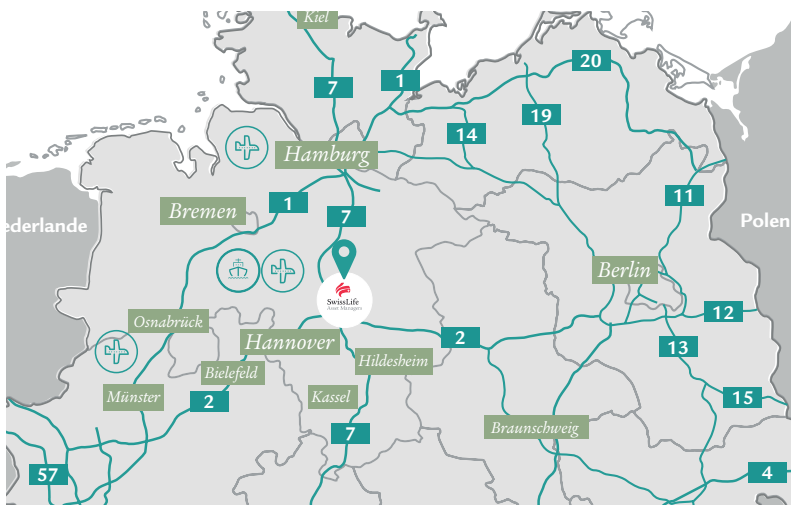 Kiel
20
7
1
19
14
Hamburg
11
Bremen
1
7
ederlande
Polen
Berlin
SwissLife
Asset Managers
12
Osnabrück
Hannover
2
13
Hildesheim
Bielefeld
Münster
2
Kassel
15
Braunschweig
7
57
4